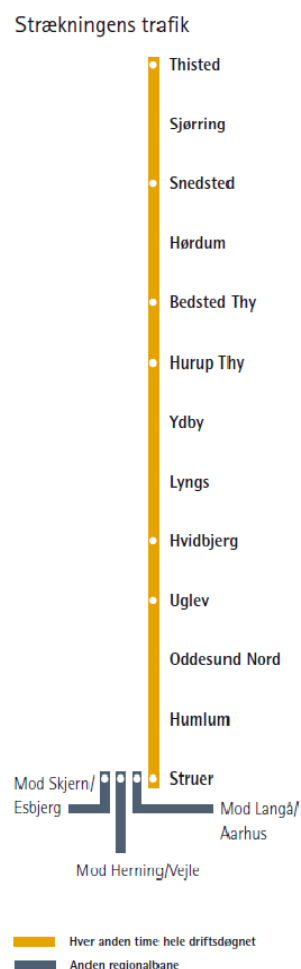 Strækningens trafik
Thisted
Sjørring
Snedsted
Hørdum
Bedsted Thy
Hurup Thy
Ydby
Lyngs
Hvidbjerg
Uglev
Oddesund Nord
Humlum
Struer
Mod Skjern/
Esbjerg
Mod Langå/
Aarhus
Mod Herning/Vejle
Hver anden time hele driftsdøgnet
Anden regionalbane